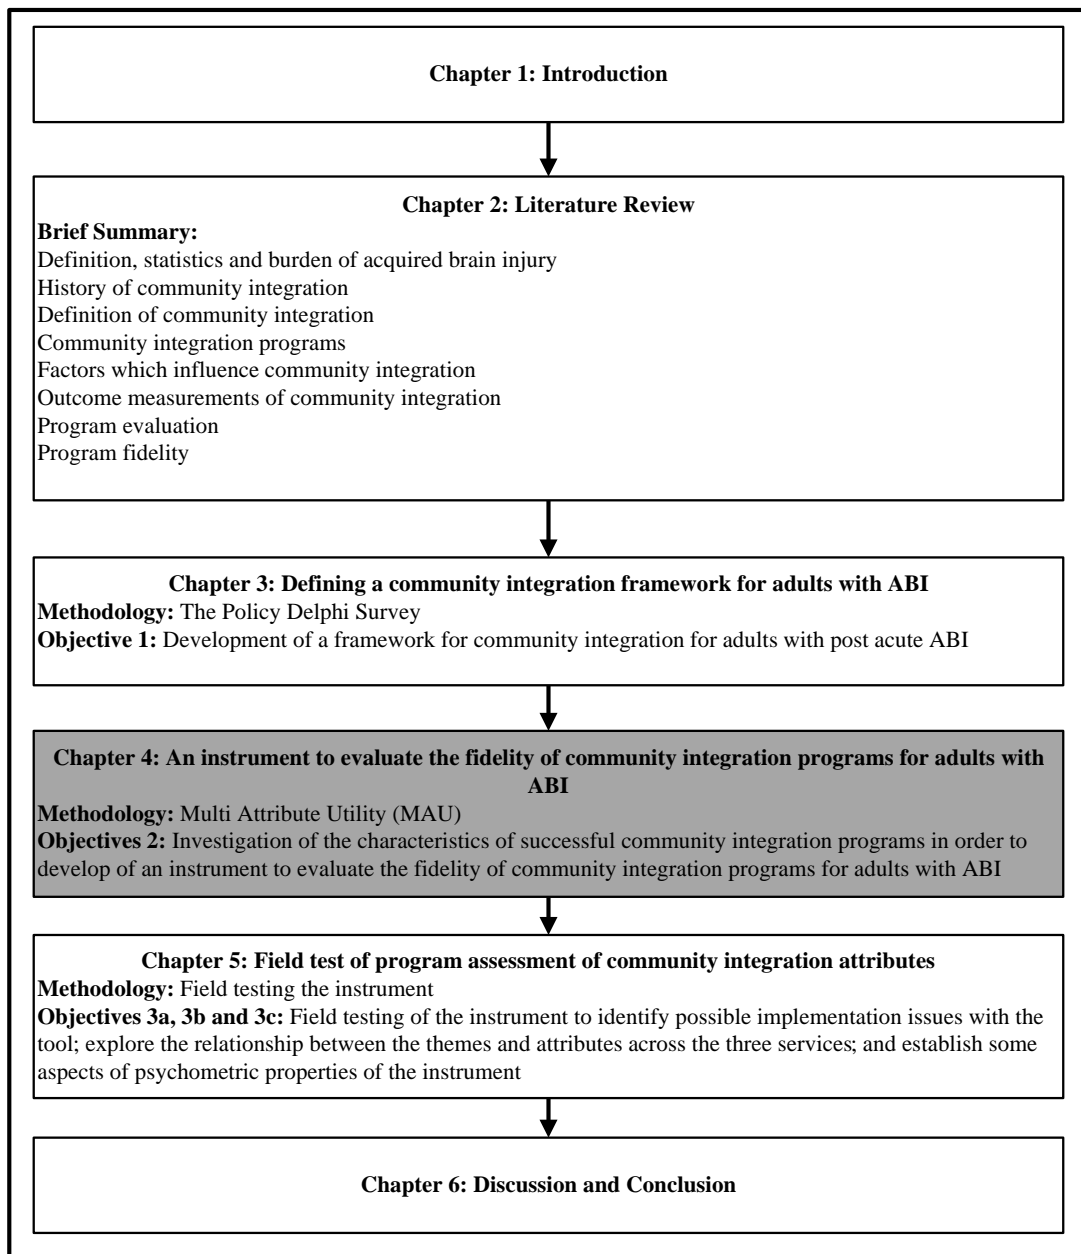 Chapter 1: Introduction
Chapter 2: Literature Review
Brief Summary:
Definition, statistics and burden of acquired brain injury
History of community integration
Definition of community integration
Community integration programs
Factors which influence community integration
Outcome measurements of community integration
Program evaluation
Program fidelity
Chapter 3: Defining a community integration framework for adults with ABI
Methodology: The Policy Delphi Survey
Objective 1: Development of a framework for community integration for adults with post acute ABI
Chapter 4: An instrument to evaluate the fidelity of community integration programs for adults with
ABI
Methodology: Multi Attribute Utility (MAU)
Objectives 2: Investigation of the characteristics of successful community integration programs in order to
develop of an instrument to evaluate the fidelity of community integration programs for adults with ABI
Chapter 5: Field test of program assessment of community integration attributes
Methodology: Field testing the instrument
Objectives 3a, 3b and 3c: Field testing of the instrument to identify possible implementation issues with the
tool; explore the relationship between the themes and attributes across the three services; and establish some
aspects of psychometric properties of the instrument
Chapter 6: Discussion and Conclusion